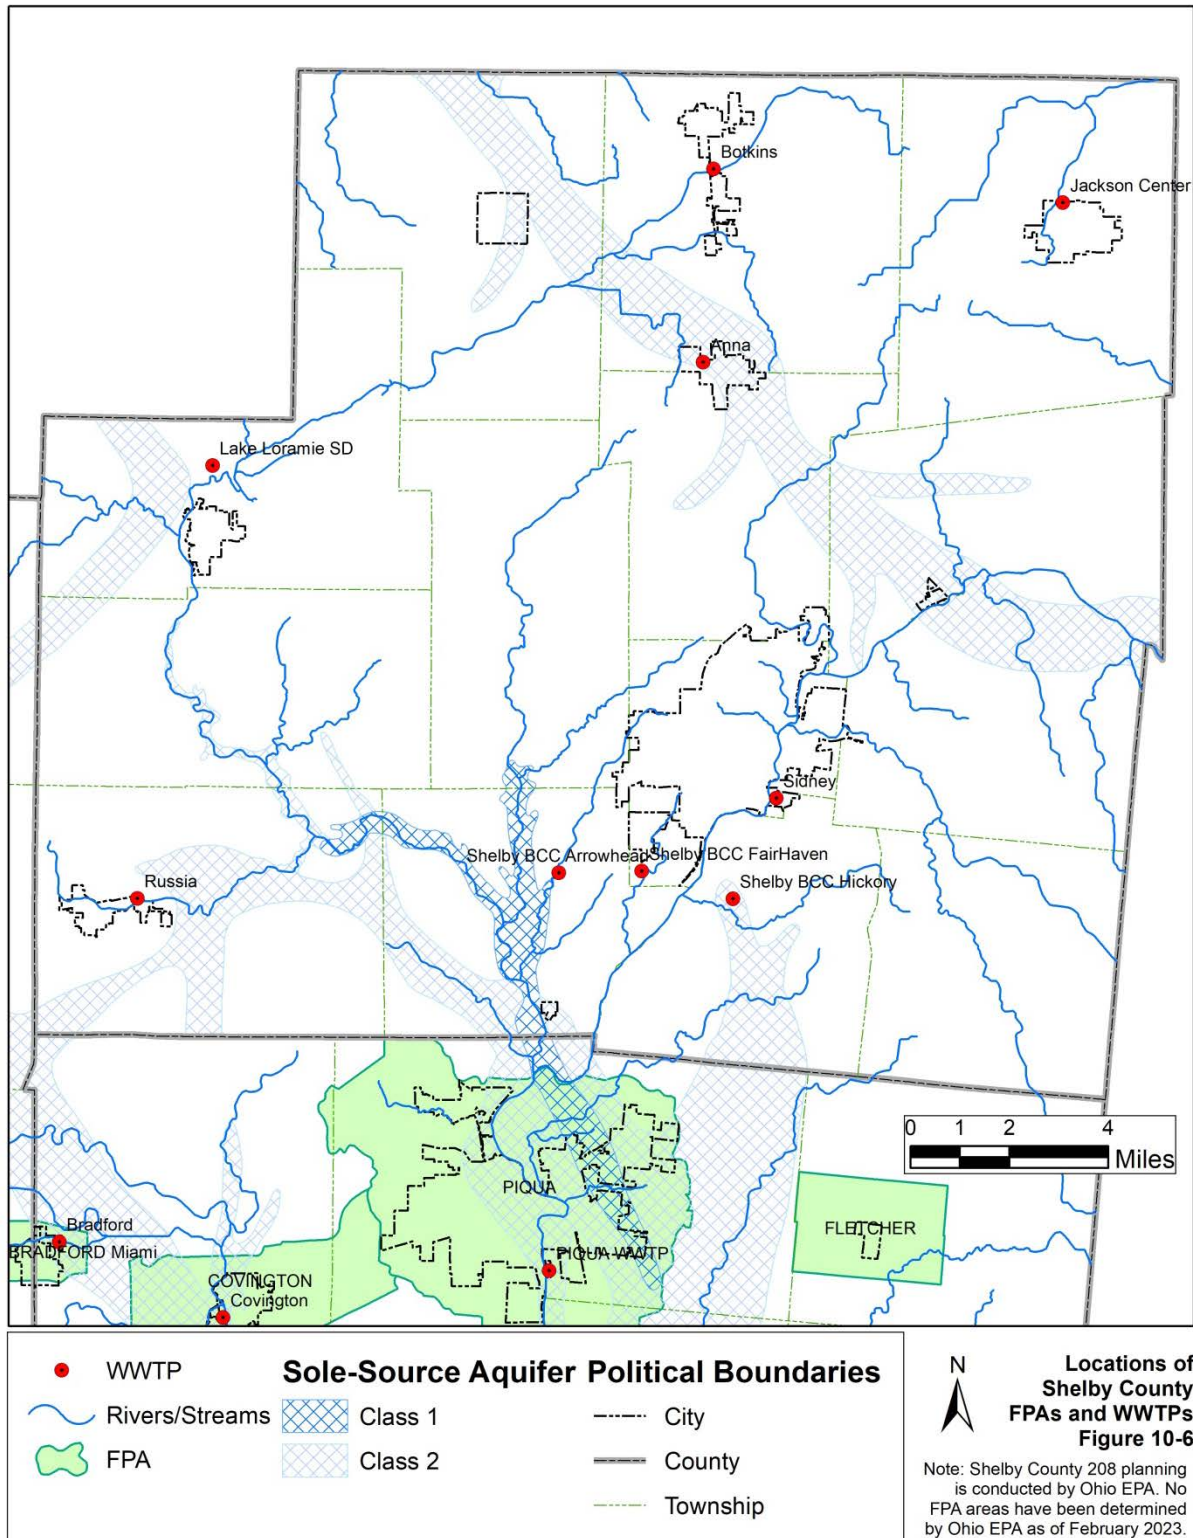 Botkins
Jackson Center
Anna
Lake Loramie SD
Sidney
Shelby BCC Arrowhead
Shelby BCC FairHaven
Russia
Shelby BCC Hickory
0 1 2 4
Miles
PIQUA
FLETCHER
Bradford
BRADFORD Miami
PIQUA WWTP
COVINGTON
Covington
WWTP
Rivers/Streams
FPA
Sole-Source Aquifer
Class 1
Class 2
Political Boundaries
City
County
Township
N
Locations of
Shelby County
FPAs and WWTPs
Figure 10-6
Note: Shelby County 208 planning
is conducted by Ohio EPA. No
FPA areas have been determined
by Ohio EPA as of February 2023.